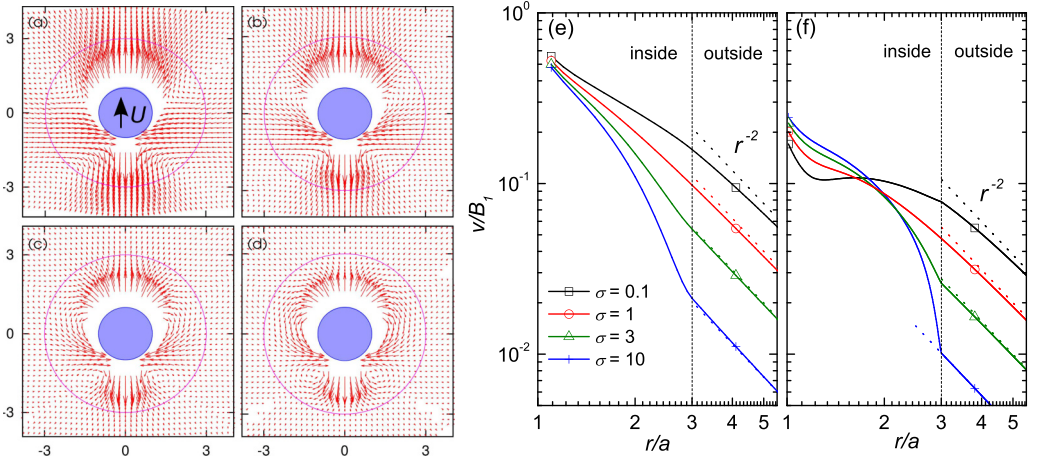 (a)
(b)
U
3
0
-3
(c)
(d)
3
0
-3
-3 0 3
-3 0 3
10^0
10^-1
10^-2
v/B_1
(e)
inside outside
r^-2
σ = 0.1
σ = 1
σ = 3
σ = 10
1 2 3 4 5
r/a
(f)
inside outside
r^-2
1 2 3 4 5
r/a